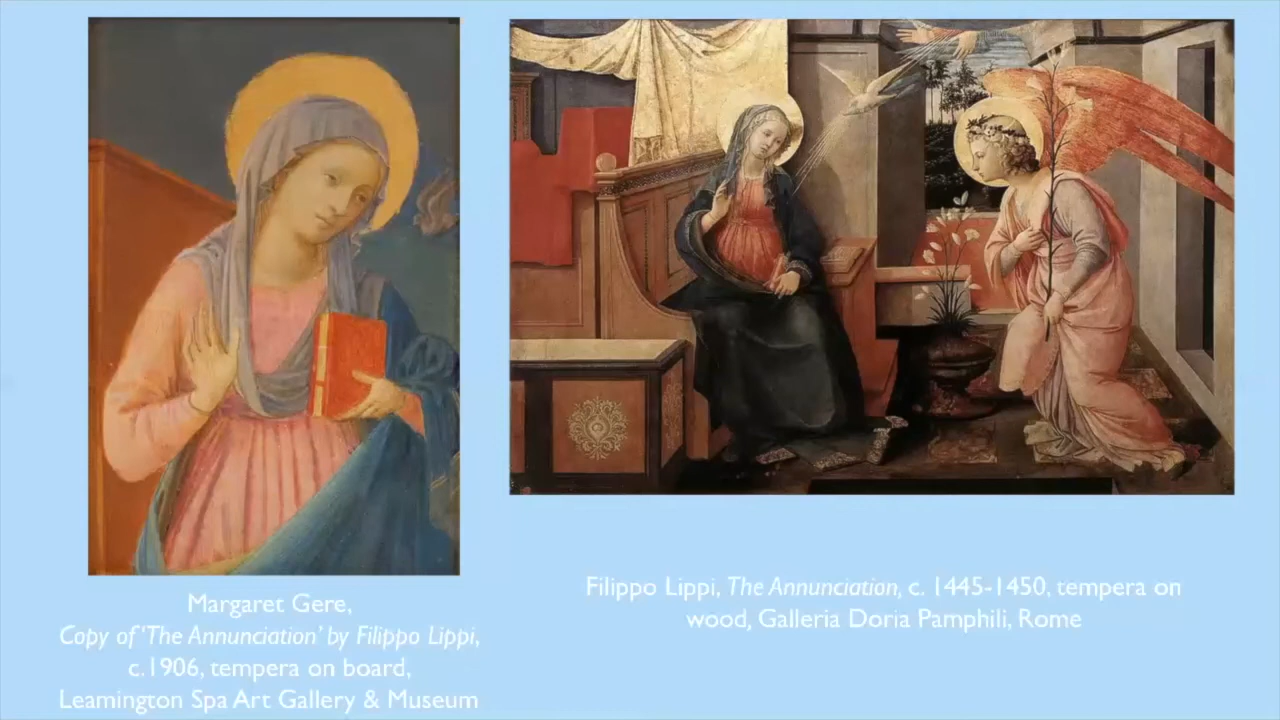 Margaret Gere,
Copy of 'The Annunciation' by Filippo Lippi,
c.1906, tempera on board,
Leamington Spa Art Gallery & Museum
Filippo Lippi, The Annunciation, c. 1445-1450, tempera on
wood, Galleria Doria Pamphili, Rome